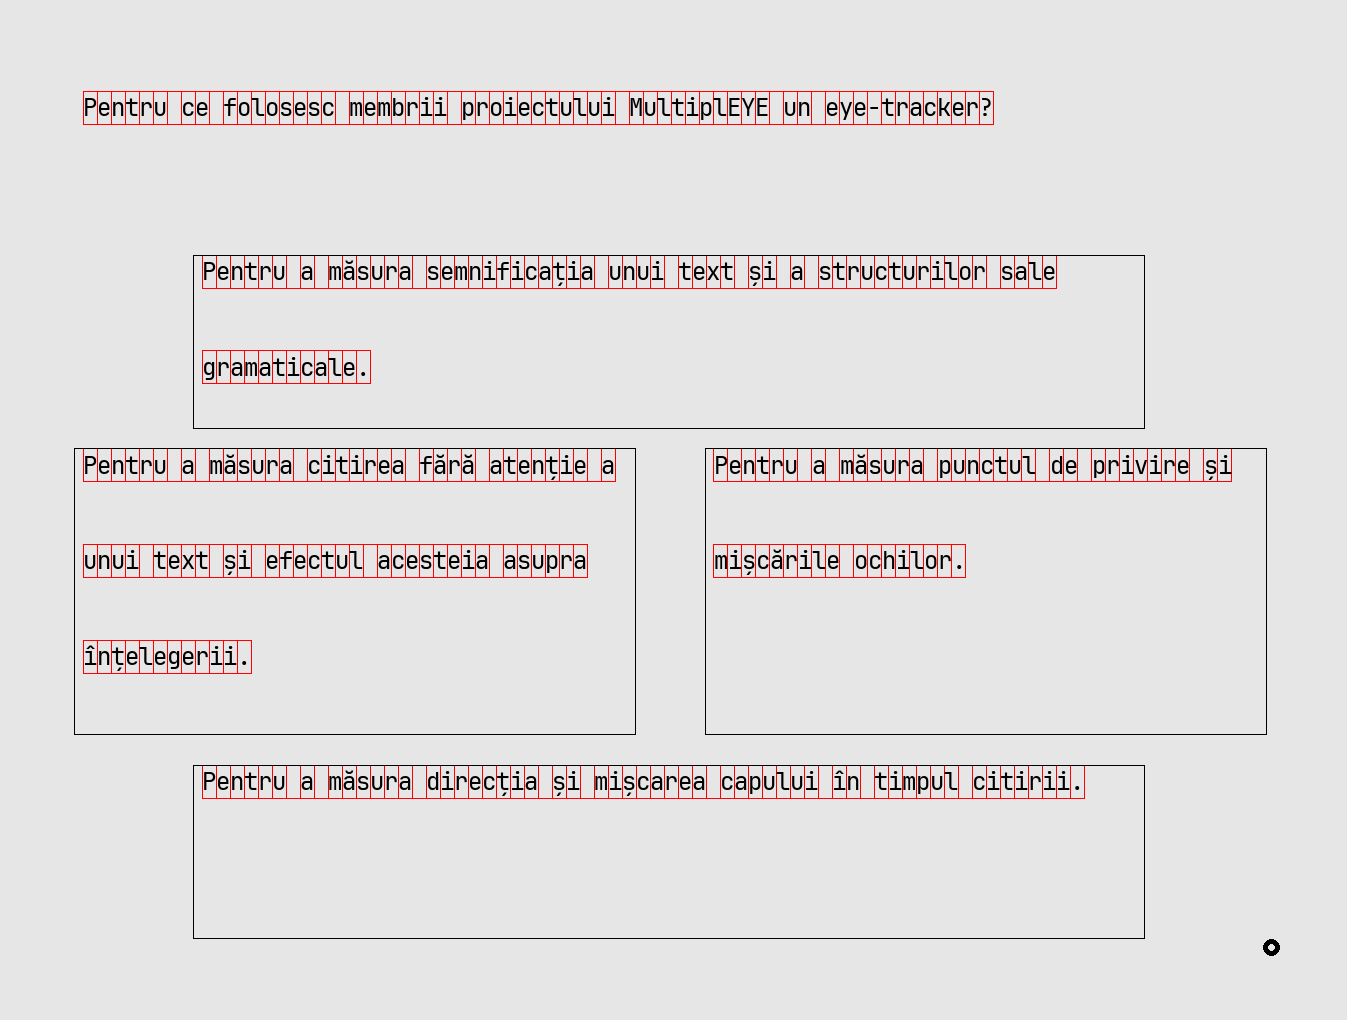 Pentru ce folosesc membrii proiectului MultiplEYE un eye-tracker?
Pentru a măsura semnificația unui text și a structurilor sale
gramaticale.
Pentru a măsura citirea fără atenție a
unui text și efectul acesteia asupra
înțelegerii.
Pentru a măsura punctul de privire și
mișcările ochilor.
Pentru a măsura direcția și mișcarea capului în timpul citirii.